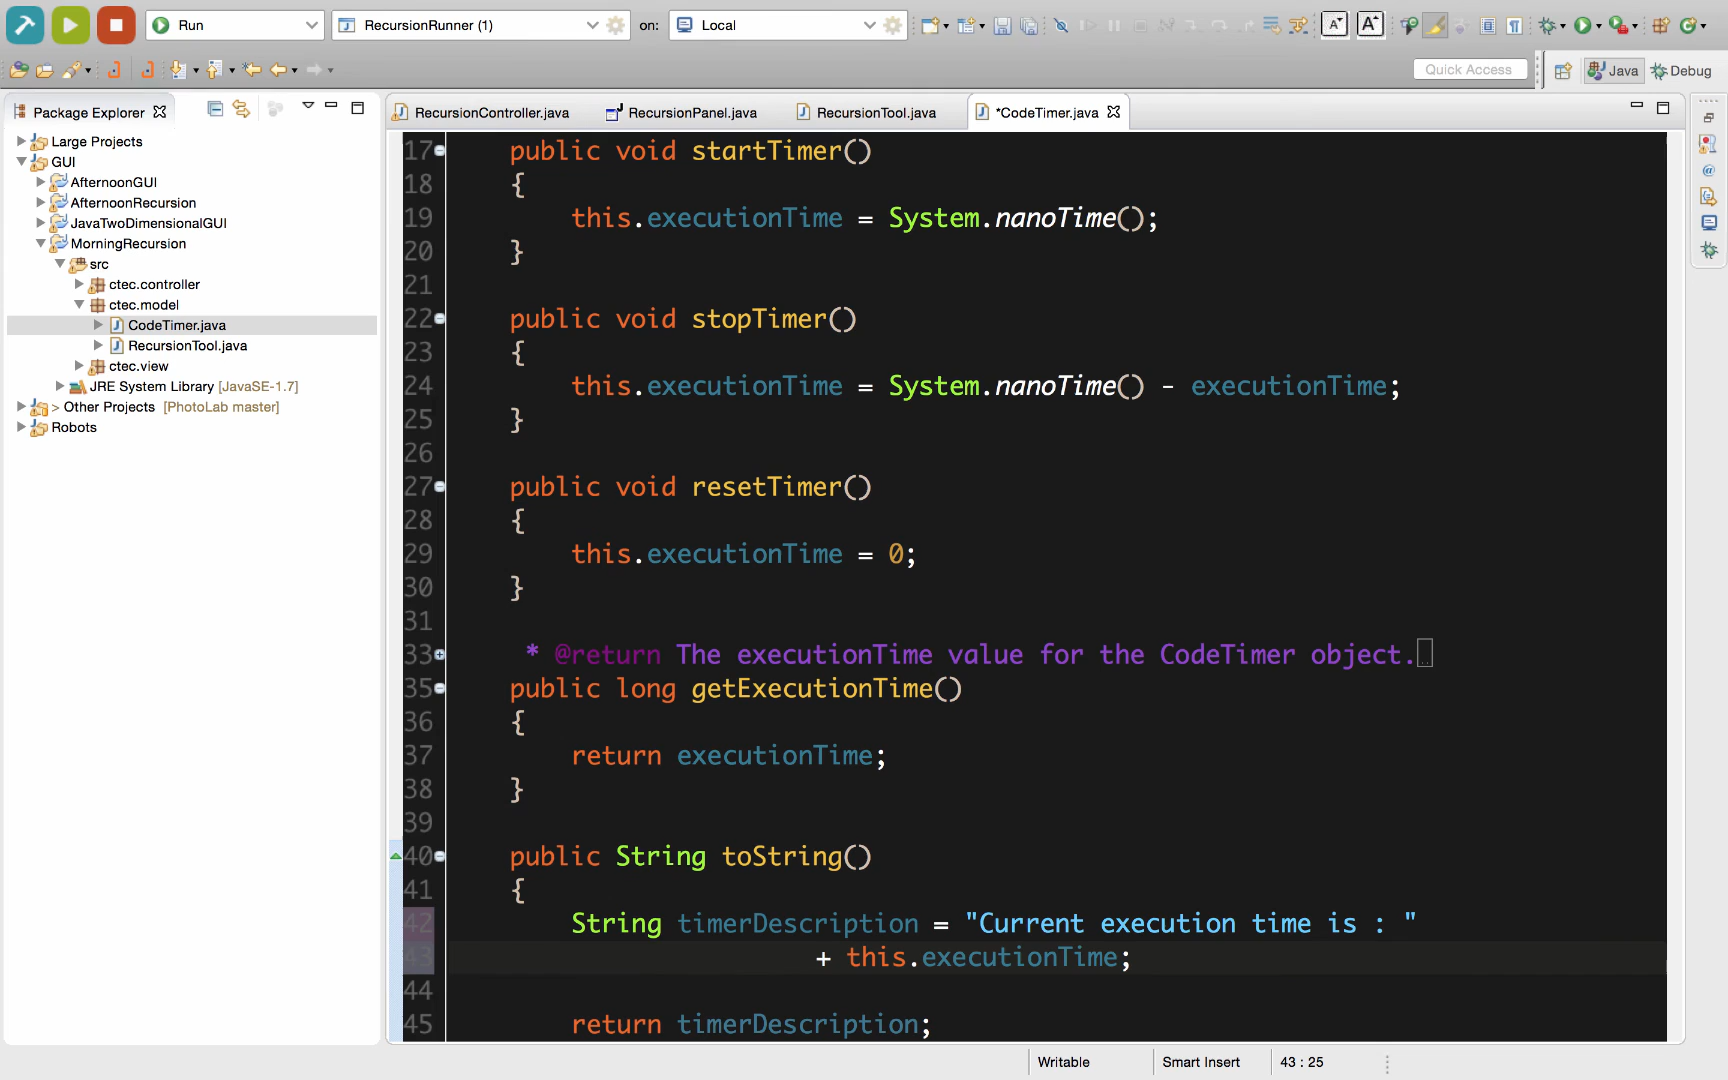 Run
RecursionRunner (1)
on:
Local
Quick Access
Java
Debug
Package Explorer
Large Projects
GUI
AfternoonGUI
AfternoonRecursion
JavaTwoDimensionalGUI
MorningRecursion
src
ctec.controller
ctec.model
CodeTimer.java
RecursionTool.java
ctec.view
JRE System Library [JavaSE-1.7]
> Other Projects [PhotoLab master]
Robots
RecursionController.java
RecursionPanel.java
RecursionTool.java
*CodeTimer.java
17 public void startTimer()
18 {
19 this.executionTime = System.nanoTime();
20 }
21
22 public void stopTimer()
23 {
24 this.executionTime = System.nanoTime() - executionTime;
25 }
26
27 public void resetTimer()
28 {
29 this.executionTime = 0;
30 }
31
33 * @return The executionTime value for the CodeTimer object.
35 public long getExecutionTime()
36 {
37 return executionTime;
38 }
39
40 public String toString()
41 {
42 String timerDescription = "Current execution time is : "
43 + this.executionTime;
44
45 return timerDescription;
Writable
Smart Insert
43 : 25